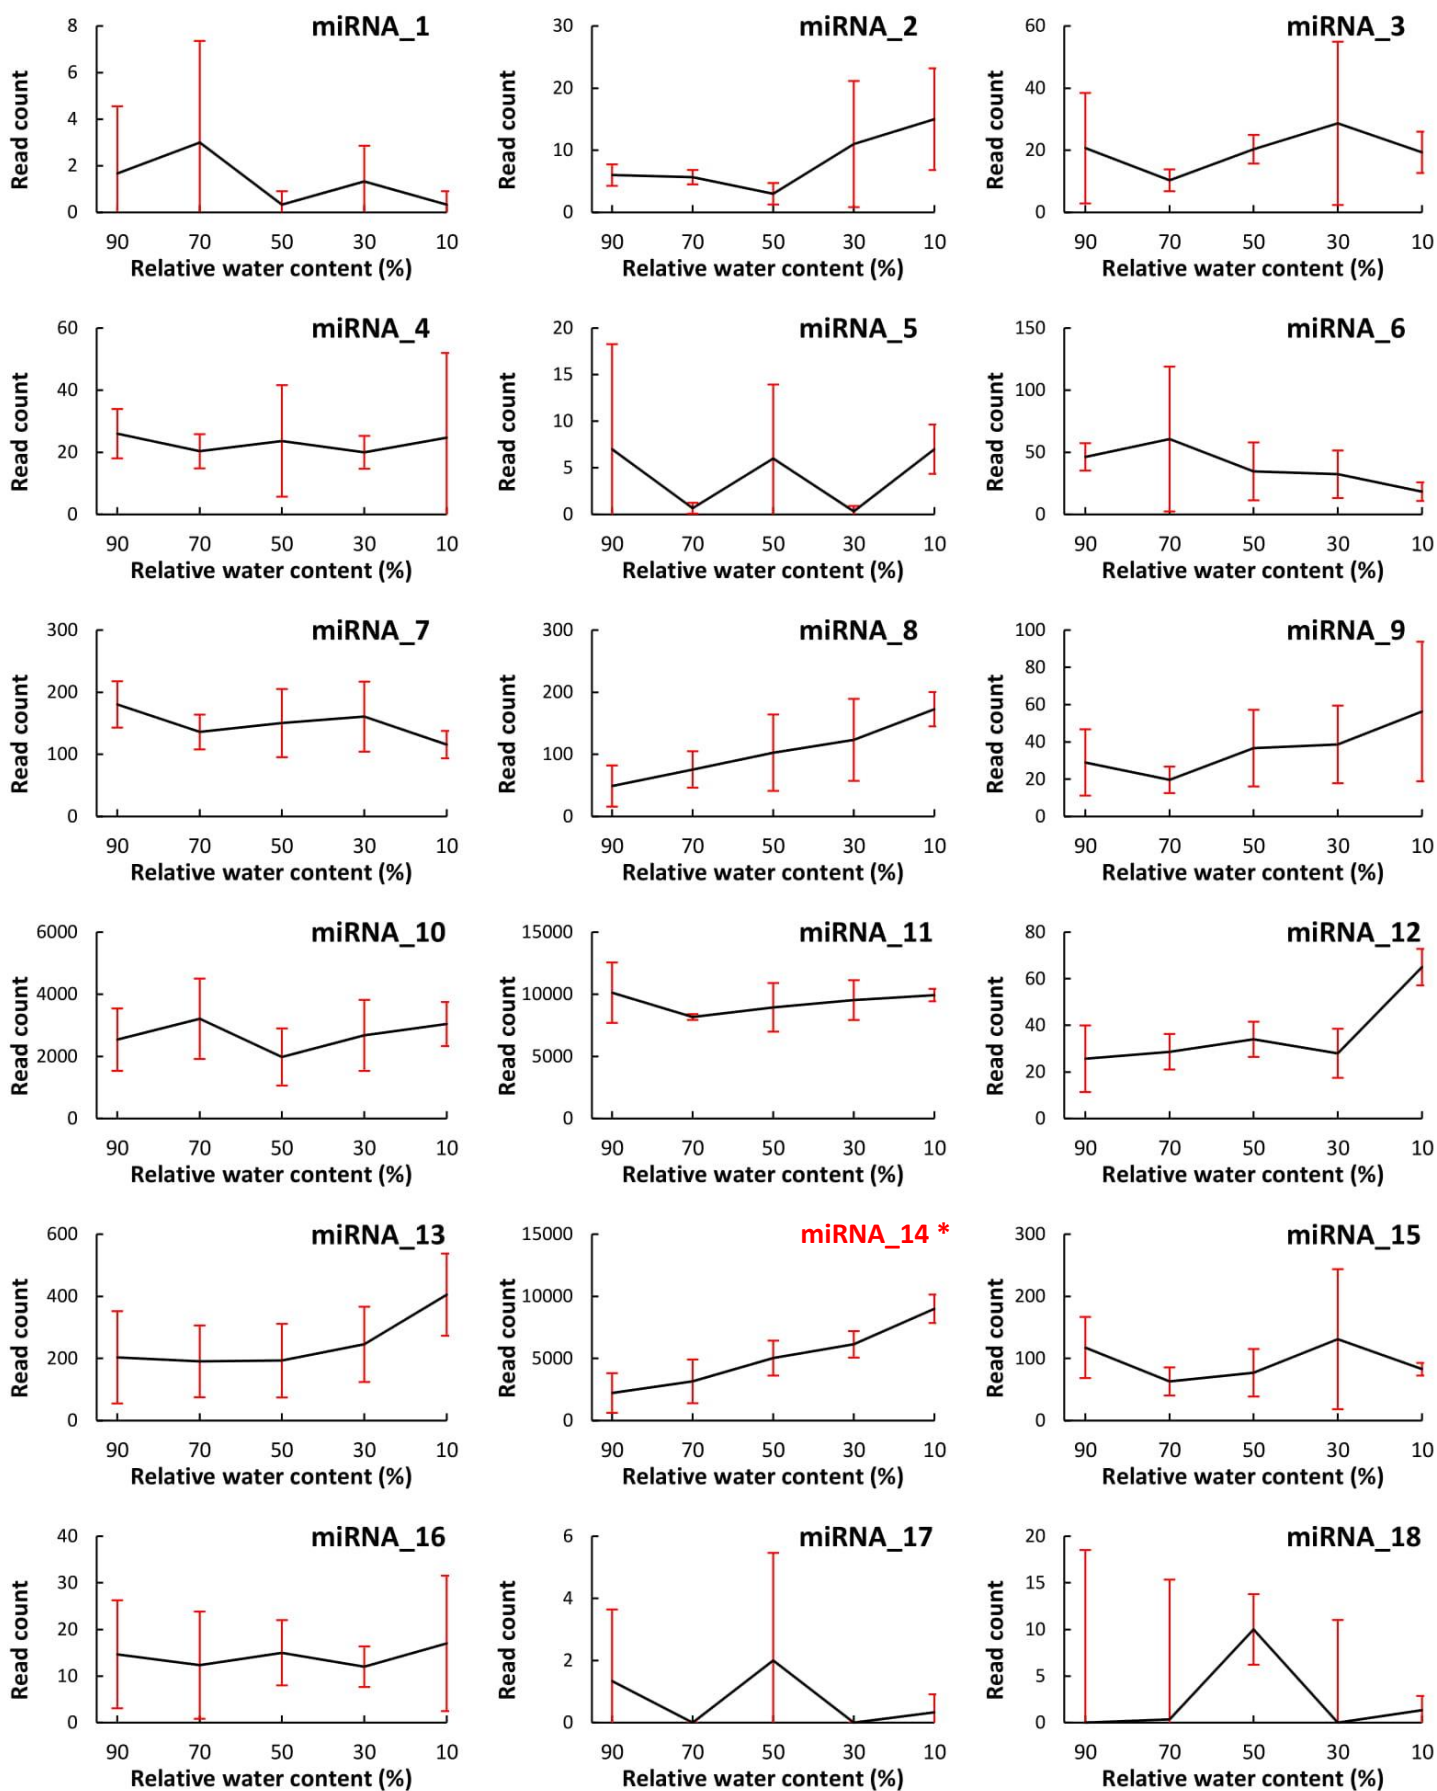 miRNA_1
Read count
8
6
4
2
0
90 70 50 30 10
Relative water content (%)
miRNA_2
Read count
30
20
10
0
90 70 50 30 10
Relative water content (%)
miRNA_3
Read count
60
40
20
0
90 70 50 30 10
Relative water content (%)
miRNA_4
Read count
60
40
20
0
90 70 50 30 10
Relative water content (%)
miRNA_5
Read count
20
15
10
5
0
90 70 50 30 10
Relative water content (%)
miRNA_6
Read count
150
100
50
0
90 70 50 30 10
Relative water content (%)
miRNA_7
Read count
300
200
100
0
90 70 50 30 10
Relative water content (%)
miRNA_8
Read count
300
200
100
0
90 70 50 30 10
Relative water content (%)
miRNA_9
Read count
100
80
60
40
20
0
90 70 50 30 10
Relative water content (%)
miRNA_10
Read count
6000
4000
2000
0
90 70 50 30 10
Relative water content (%)
miRNA_11
Read count
15000
10000
5000
0
90 70 50 30 10
Relative water content (%)
miRNA_12
Read count
80
60
40
20
0
90 70 50 30 10
Relative water content (%)
miRNA_13
Read count
600
400
200
0
90 70 50 30 10
Relative water content (%)
miRNA_14 *
Read count
15000
10000
5000
0
90 70 50 30 10
Relative water content (%)
miRNA_15
Read count
300
200
100
0
90 70 50 30 10
Relative water content (%)
miRNA_16
Read count
40
30
20
10
0
90 70 50 30 10
Relative water content (%)
miRNA_17
Read count
6
4
2
0
90 70 50 30 10
Relative water content (%)
miRNA_18
Read count
20
15
10
5
0
90 70 50 30 10
Relative water content (%)